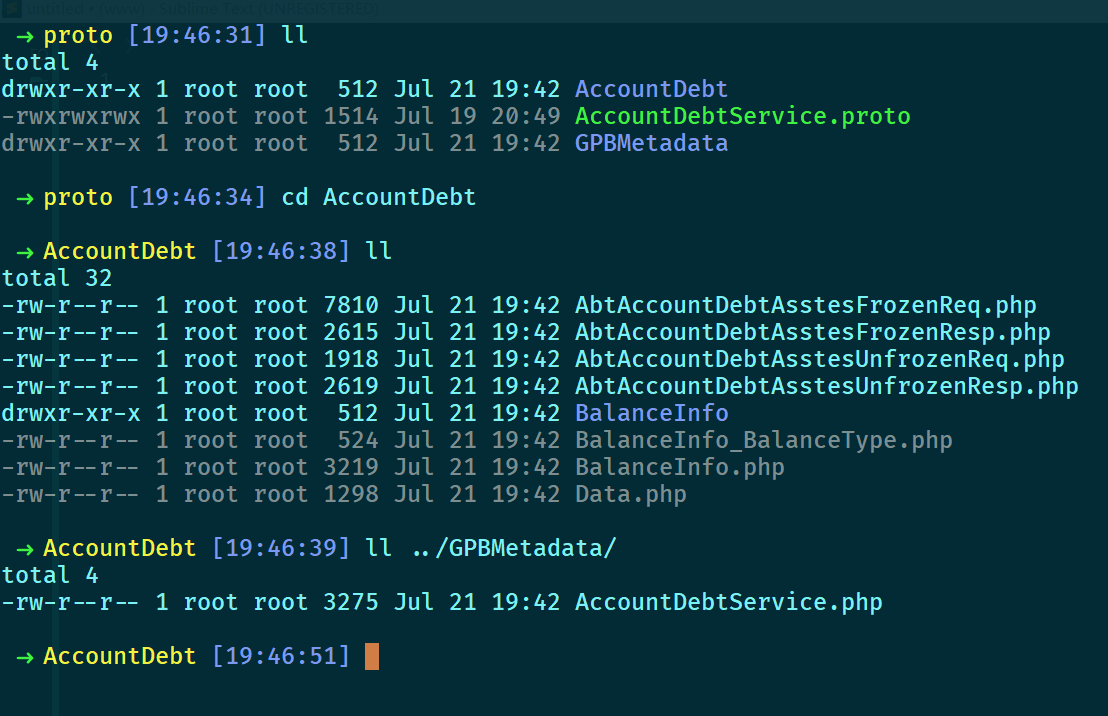 untitled - (www) - Sublime Text (UNREGISTERED)
→ proto [19:46:31] ll
total 4
drwxr-xr-x 1 root root  512 Jul 21 19:42 AccountDebt
-rwxrwxrwx 1 root root 1514 Jul 19 20:49 AccountDebtService.proto
drwxr-xr-x 1 root root  512 Jul 21 19:42 GPBMetadata
→ proto [19:46:34] cd AccountDebt
→ AccountDebt [19:46:38] ll
total 32
-rw-r--r-- 1 root root 7810 Jul 21 19:42 AbtAccountDebtAsstesFrozenReq.php
-rw-r--r-- 1 root root 2615 Jul 21 19:42 AbtAccountDebtAsstesFrozenResp.php
-rw-r--r-- 1 root root 1918 Jul 21 19:42 AbtAccountDebtAsstesUnfrozenReq.php
-rw-r--r-- 1 root root 2619 Jul 21 19:42 AbtAccountDebtAsstesUnfrozenResp.php
drwxr-xr-x 1 root root  512 Jul 21 19:42 BalanceInfo
-rw-r--r-- 1 root root  524 Jul 21 19:42 BalanceInfo_BalanceType.php
-rw-r--r-- 1 root root 3219 Jul 21 19:42 BalanceInfo.php
-rw-r--r-- 1 root root 1298 Jul 21 19:42 Data.php
→ AccountDebt [19:46:39] ll ../GPBMetadata/
total 4
-rw-r--r-- 1 root root 3275 Jul 21 19:42 AccountDebtService.php
→ AccountDebt [19:46:51]